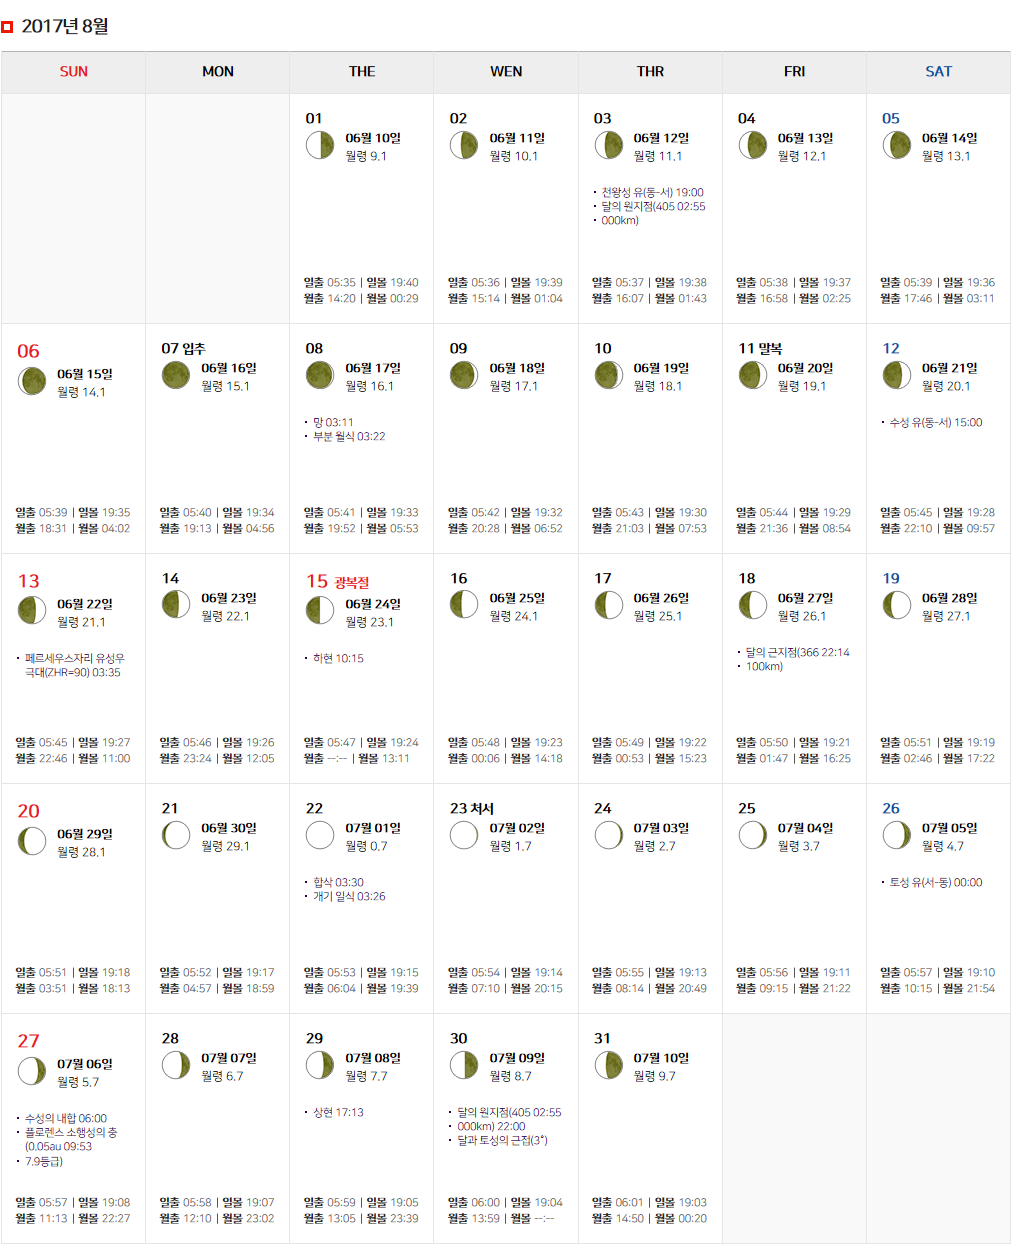 2017년 8월
SUN MON THE WEN THR FRI SAT
01
06월 10일
월령 9.1
일출 05:35 | 일몰 19:40
월출 14:20 | 월몰 00:29
02
06월 11일
월령 10.1
일출 05:36 | 일몰 19:39
월출 15:14 | 월몰 01:04
03
06월 12일
월령 11.1
천왕성 유(동-서) 19:00
달의 원지점(405 02:55
000km)
일출 05:37 | 일몰 19:38
월출 16:07 | 월몰 01:43
04
06월 13일
월령 12.1
일출 05:38 | 일몰 19:37
월출 16:58 | 월몰 02:25
05
06월 14일
월령 13.1
일출 05:39 | 일몰 19:36
월출 17:46 | 월몰 03:11
06
06월 15일
월령 14.1
일출 05:39 | 일몰 19:35
월출 18:31 | 월몰 04:02
07 입추
06월 16일
월령 15.1
일출 05:40 | 일몰 19:34
월출 19:13 | 월몰 04:56
08
06월 17일
월령 16.1
망 03:11
부분 월식 03:22
일출 05:41 | 일몰 19:33
월출 19:52 | 월몰 05:53
09
06월 18일
월령 17.1
일출 05:42 | 일몰 19:32
월출 20:28 | 월몰 06:52
10
06월 19일
월령 18.1
일출 05:43 | 일몰 19:30
월출 21:03 | 월몰 07:53
11 말복
06월 20일
월령 19.1
일출 05:44 | 일몰 19:29
월출 21:36 | 월몰 08:54
12
06월 21일
월령 20.1
수성 유(동-서) 15:00
일출 05:45 | 일몰 19:28
월출 22:10 | 월몰 09:57
13
06월 22일
월령 21.1
페르세우스자리 유성우
극대(ZHR=90) 03:35
일출 05:45 | 일몰 19:27
월출 22:46 | 월몰 11:00
14
06월 23일
월령 22.1
일출 05:46 | 일몰 19:26
월출 23:24 | 월몰 12:05
15 광복절
06월 24일
월령 23.1
하현 10:15
일출 05:47 | 일몰 19:24
월출 --:-- | 월몰 13:11
16
06월 25일
월령 24.1
일출 05:48 | 일몰 19:23
월출 00:06 | 월몰 14:18
17
06월 26일
월령 25.1
일출 05:49 | 일몰 19:22
월출 00:53 | 월몰 15:23
18
06월 27일
월령 26.1
달의 근지점(366 22:14
100km)
일출 05:50 | 일몰 19:21
월출 01:47 | 월몰 16:25
19
06월 28일
월령 27.1
일출 05:51 | 일몰 19:19
월출 02:46 | 월몰 17:22
20
06월 29일
월령 28.1
일출 05:51 | 일몰 19:18
월출 03:51 | 월몰 18:13
21
06월 30일
월령 29.1
일출 05:52 | 일몰 19:17
월출 04:57 | 월몰 18:59
22
07월 01일
월령 0.7
합삭 03:30
개기 일식 03:26
일출 05:53 | 일몰 19:15
월출 06:04 | 월몰 19:39
23 처서
07월 02일
월령 1.7
일출 05:54 | 일몰 19:14
월출 07:10 | 월몰 20:15
24
07월 03일
월령 2.7
일출 05:55 | 일몰 19:13
월출 08:14 | 월몰 20:49
25
07월 04일
월령 3.7
일출 05:56 | 일몰 19:11
월출 09:15 | 월몰 21:22
26
07월 05일
월령 4.7
토성 유(서-동) 00:00
일출 05:57 | 일몰 19:10
월출 10:15 | 월몰 21:54
27
07월 06일
월령 5.7
수성의 내합 06:00
플로렌스 소행성의 충
(0.05au 09:53
7.9등급)
일출 05:57 | 일몰 19:08
월출 11:13 | 월몰 22:27
28
07월 07일
월령 6.7
일출 05:58 | 일몰 19:07
월출 12:10 | 월몰 23:02
29
07월 08일
월령 7.7
상현 17:13
일출 05:59 | 일몰 19:05
월출 13:05 | 월몰 23:39
30
07월 09일
월령 8.7
달의 원지점(405 02:55
000km) 22:00
달과 토성의 근접(3°)
일출 06:00 | 일몰 19:04
월출 13:59 | 월몰 --:--
31
07월 10일
월령 9.7
일출 06:01 | 일몰 19:03
월출 14:50 | 월몰 00:20